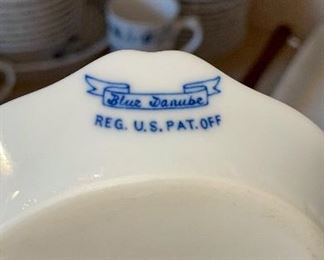 Blue Danube
REG. U.S. PAT. OFF